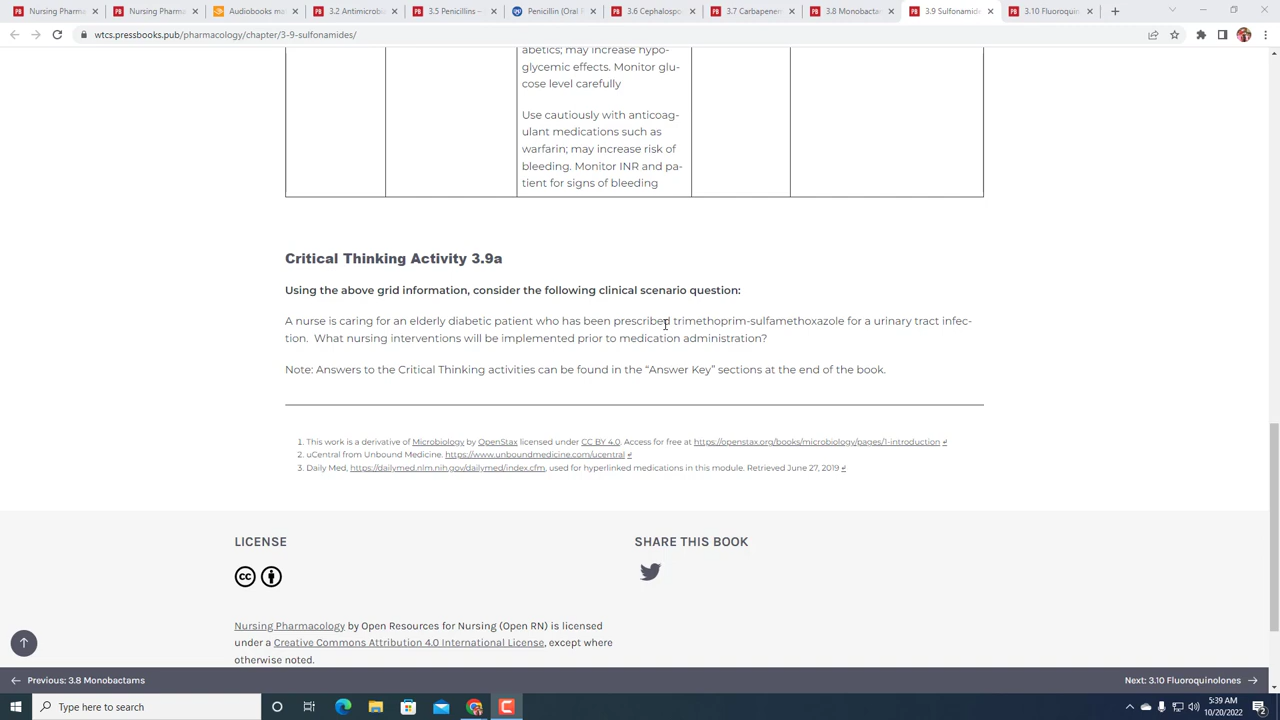 Nursing Pharma
Nursing Pharma
Audiobooks ma
3.2 Antimicrobi
3.5 Penicillins –
Penicillin (Oral
3.6 Cephalospo
3.7 Carbapenem
3.8 Monobactam
3.9 Sulfonamid
3.10 Fluoroquin
wtcs.pressbooks.pub/pharmacology/chapter/3-9-sulfonamides/
abetics; may increase hypo-
glycemic effects. Monitor glu-
cose level carefully
Use cautiously with anticoag-
ulant medications such as
warfarin; may increase risk of
bleeding. Monitor INR and pa-
tient for signs of bleeding
Critical Thinking Activity 3.9a
Using the above grid information, consider the following clinical scenario question:
A nurse is caring for an elderly diabetic patient who has been prescribed trimethoprim-sulfamethoxazole for a urinary tract infec-
tion. What nursing interventions will be implemented prior to medication administration?
Note: Answers to the Critical Thinking activities can be found in the “Answer Key” sections at the end of the book.
1. This work is a derivative of Microbiology by OpenStax licensed under CC BY 4.0. Access for free at https://openstax.org/books/microbiology/pages/1-introduction ↲
2. uCentral from Unbound Medicine. https://www.unboundmedicine.com/ucentral ↲
3. Daily Med, https://dailymed.nlm.nih.gov/dailymed/index.cfm, used for hyperlinked medications in this module. Retrieved June 27, 2019 ↲
LICENSE
SHARE THIS BOOK
cc
Nursing Pharmacology by Open Resources for Nursing (Open RN) is licensed
under a Creative Commons Attribution 4.0 International License, except where
otherwise noted.
← Previous: 3.8 Monobactams
Next: 3.10 Fluoroquinolones →
Type here to search
5:39 AM
10/20/2022
2